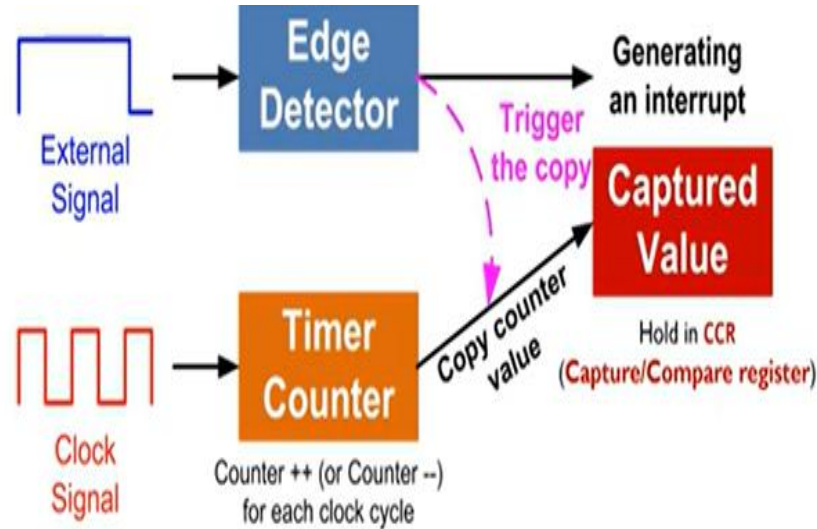 Edge
Detector
Generating
an interrupt
External
Signal
Trigger
the copy
Captured
Value
Timer
Counter
Copy counter
value
Hold in CCR
(Capture/Compare register)
Clock
Signal
Counter ++ (or Counter --)
for each clock cycle